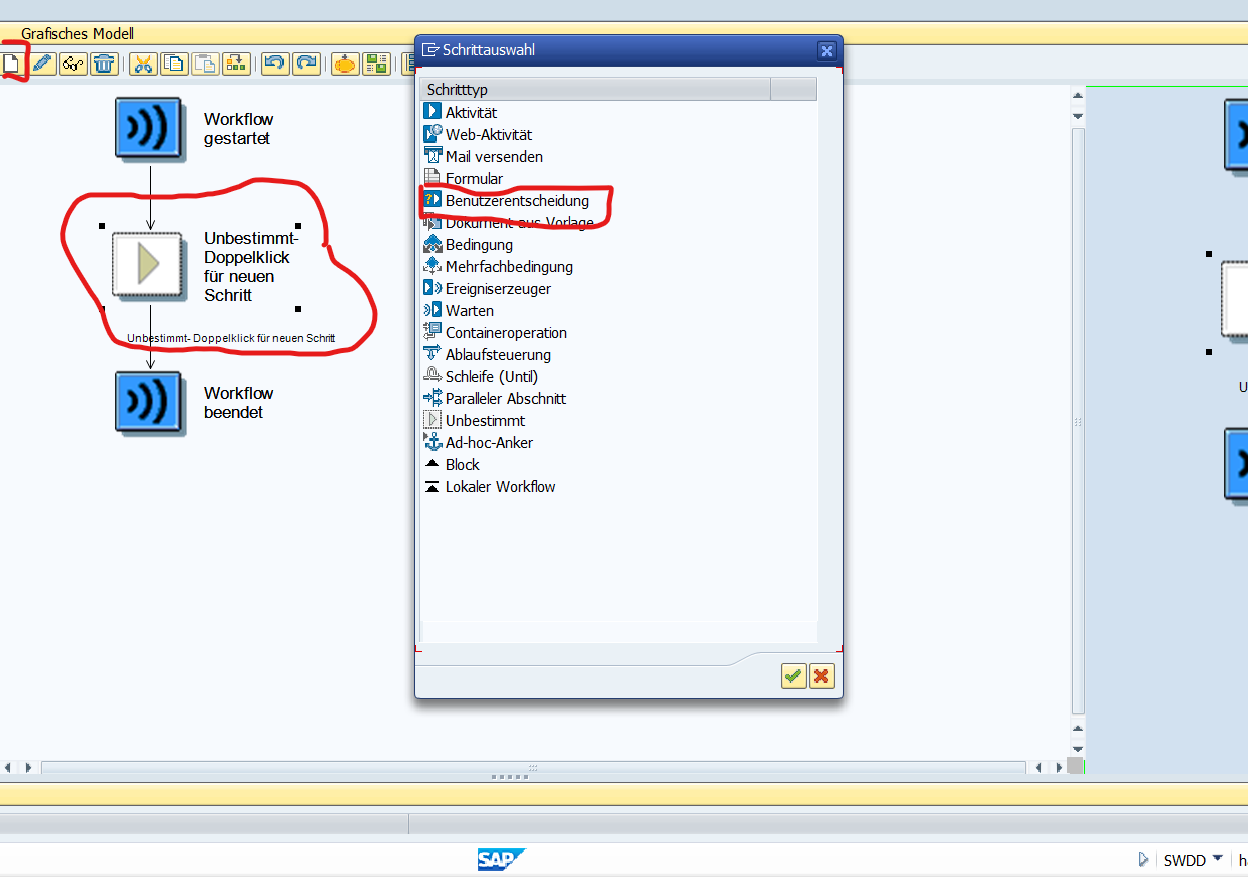 Grafisches Modell
Workflow
gestartet
Unbestimmt-
Doppelklick
für neuen
Schritt
Unbestimmt- Doppelklick für neuen Schritt
Workflow
beendet
Schrittauswahl
Schritttyp
Aktivität
Web-Aktivität
Mail versenden
Formular
Benutzerentscheidung
Dokument aus Vorlage
Bedingung
Mehrfachbedingung
Ereigniserzeuger
Warten
Containeroperation
Ablaufsteuerung
Schleife (Until)
Paralleler Abschnitt
Unbestimmt
Ad-hoc-Anker
Block
Lokaler Workflow
U
SAP
SWDD
h